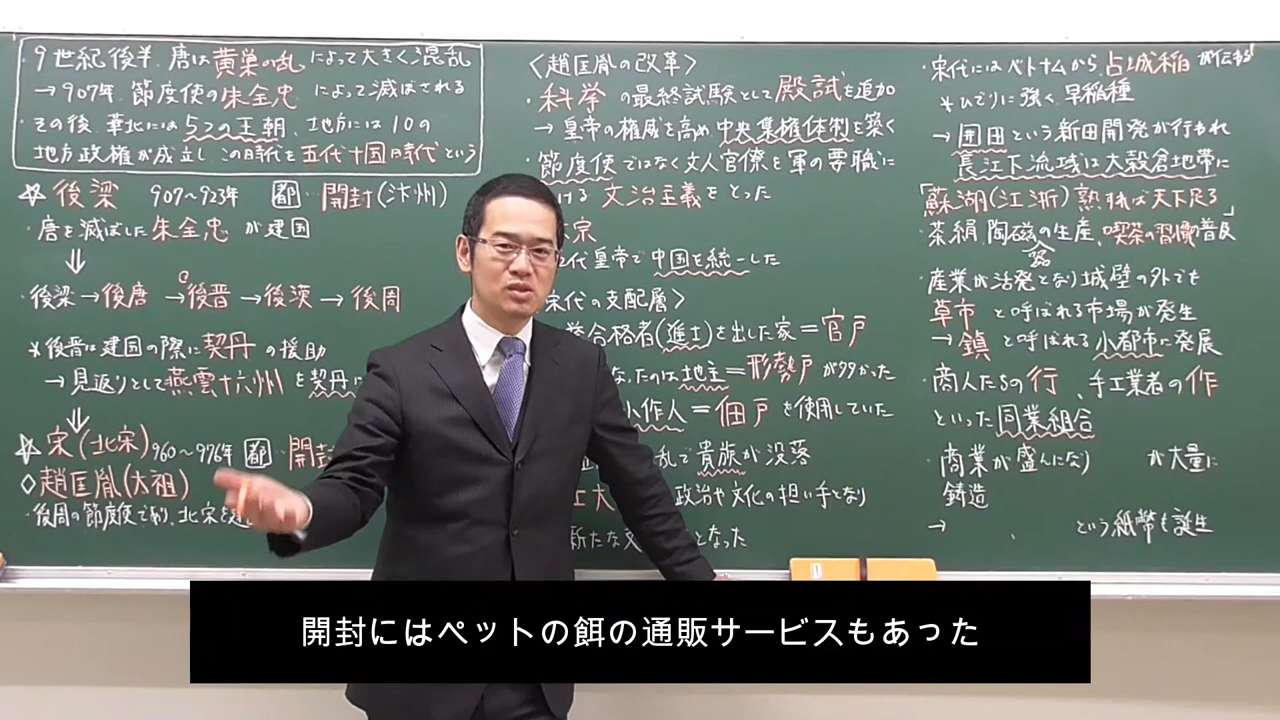 ・9世紀後半、唐は黄巣の乱によって大きく混乱
→907年、節度使の朱全忠によって滅ぼされる
・その後、華北には5つの王朝、地方には10の
地方政権が成立し、この時代を五代十国時代という
☆後梁 907〜923年 都:開封(汴州)
・唐を滅ぼした朱全忠が建国
⇓
・後梁→後唐→後晋→後漢→後周
*後晋は建国の際に契丹の援助
→見返りとして燕雲十六州を契丹に
⇓
☆宋(北宋) 960〜976年 都:開封
◇趙匡胤(太祖)
・後周の節度使であり、北宋を建
〈趙匡胤の改革〉
・科挙の最終試験として殿試を追加
→皇帝の権威を高め中央集権体制を築く
・節度使ではなく文人官僚を軍の要職に
ける文治主義をとった
宗
2代皇帝で中国を統一した
宋代の支配層〉
挙合格者(進士)を出した家=官戸
なったのは地主=形勢戸が多かった
小作人=佃戸を使用していた
乱で貴族が没落
士大 政治や文化の担い手となり
新たな文 となった
・宋代にはベトナムから占城稲が伝わる
*ひでりに強く、早稲種
→囲田という新田開発が行われ
長江下流域は大穀倉地帯に
「蘇湖(江浙)熟すれば天下足る」
・茶、絹、陶磁器の生産、喫茶の習慣の普及
・産業が活発となり城壁の外でも
草市と呼ばれる市場が発生
→鎮と呼ばれる小都市に発展
・商人たちの行、手工業者の作
といった同業組合
・商業が盛んになり が大量に
鋳造
→ という紙幣も誕生
開封にはペットの餌の通販サービスもあった